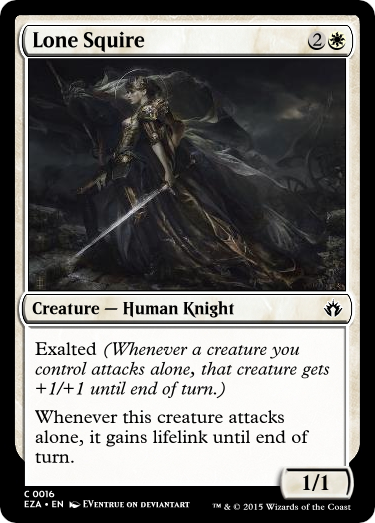 Lone Squire 2
Creature — Human Knight
Exalted (Whenever a creature you
control attacks alone, that creature gets
+1/+1 until end of turn.)
Whenever this creature attacks
alone, it gains lifelink until end of
turn.
1/1
C 0016
EZA • EN EVentrue on deviantart
™ & © 2015 Wizards of the Coast